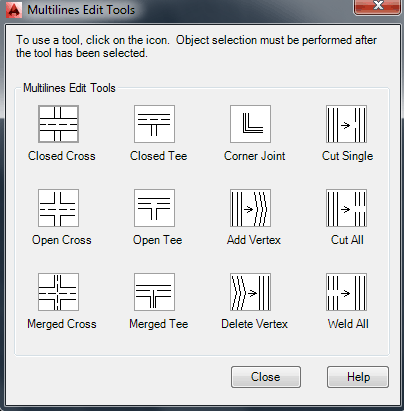 Multilines Edit Tools
To use a tool, click on the icon. Object selection must be performed after
the tool has been selected.
Multilines Edit Tools
Closed Cross Closed Tee Corner Joint Cut Single
Open Cross Open Tee Add Vertex Cut All
Merged Cross Merged Tee Delete Vertex Weld All
Close Help